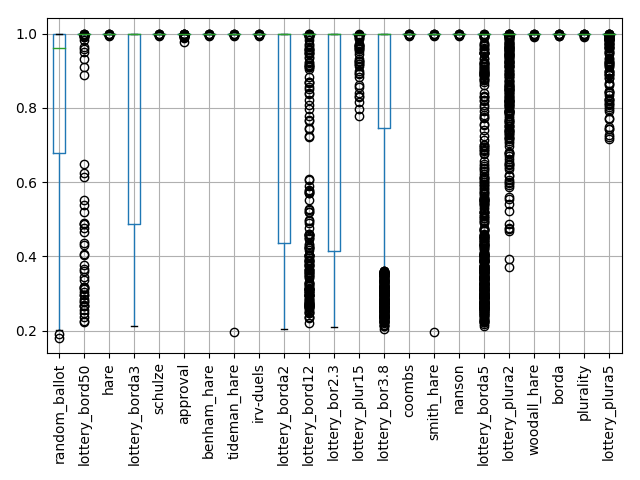 1.0
0.8
0.6
0.4
0.2
random_ballot
lottery_bord50
hare
lottery_borda3
schulze
approval
benham_hare
tideman_hare
irv-duels
lottery_borda2
lottery_bord12
lottery_bor2.3
lottery_plur15
lottery_bor3.8
coombs
smith_hare
nanson
lottery_borda5
lottery_plura2
woodall_hare
borda
plurality
lottery_plura5